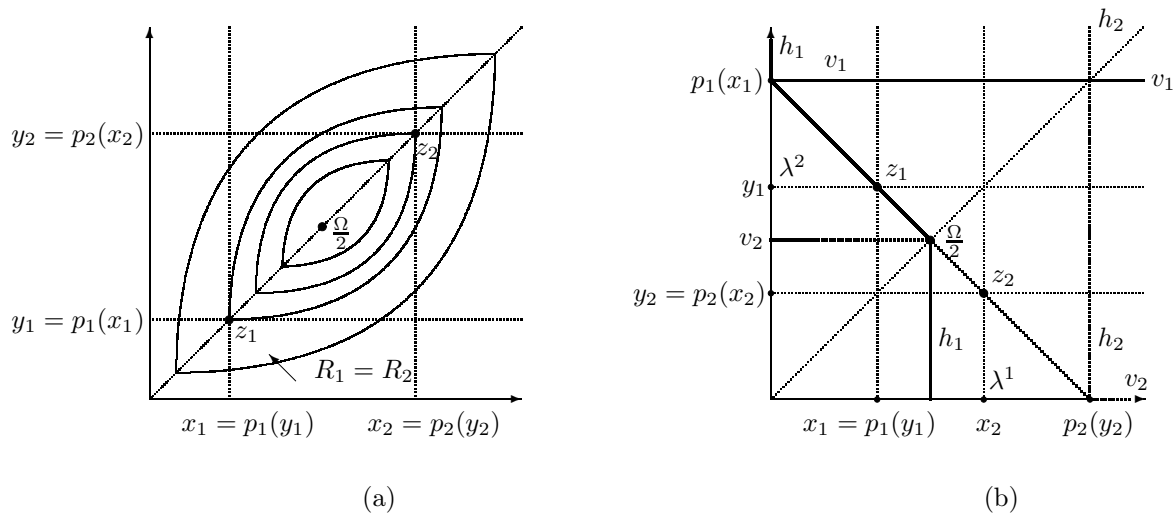 y₂ = p₂(x₂)
z₂
Ω/2
y₁ = p₁(x₁)
z₁
R₁ = R₂
x₁ = p₁(y₁)
x₂ = p₂(y₂)
(a)
h₁
h₂
v₁
p₁(x₁)
v₁
λ²
z₁
y₁
v₂
Ω/2
z₂
y₂ = p₂(x₂)
h₁
h₂
λ¹
v₂
x₁ = p₁(y₁)
x₂
p₂(y₂)
(b)